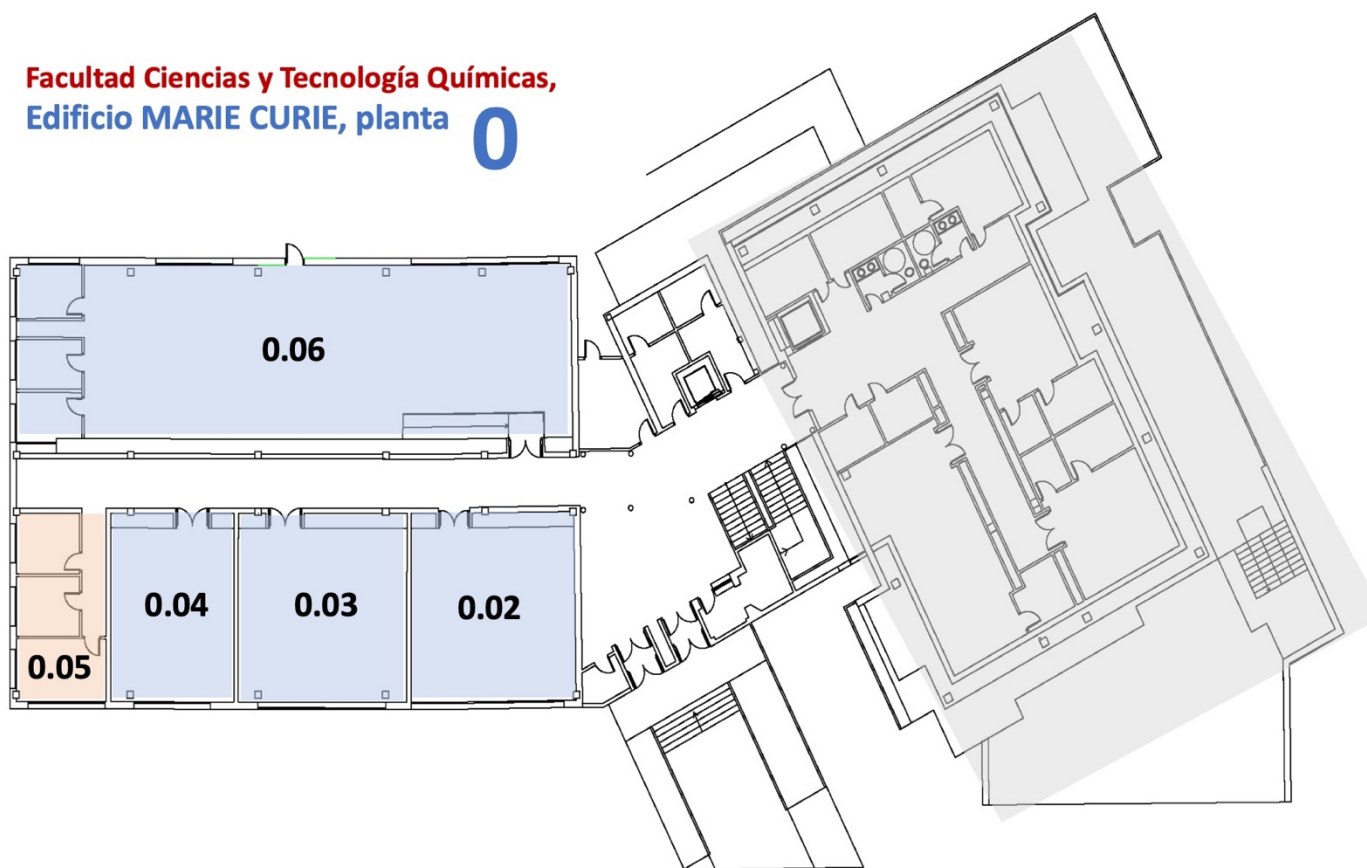 Facultad Ciencias y Tecnología Químicas,
Edificio MARIE CURIE, planta 0
0.06
0.04
0.03
0.02
0.05